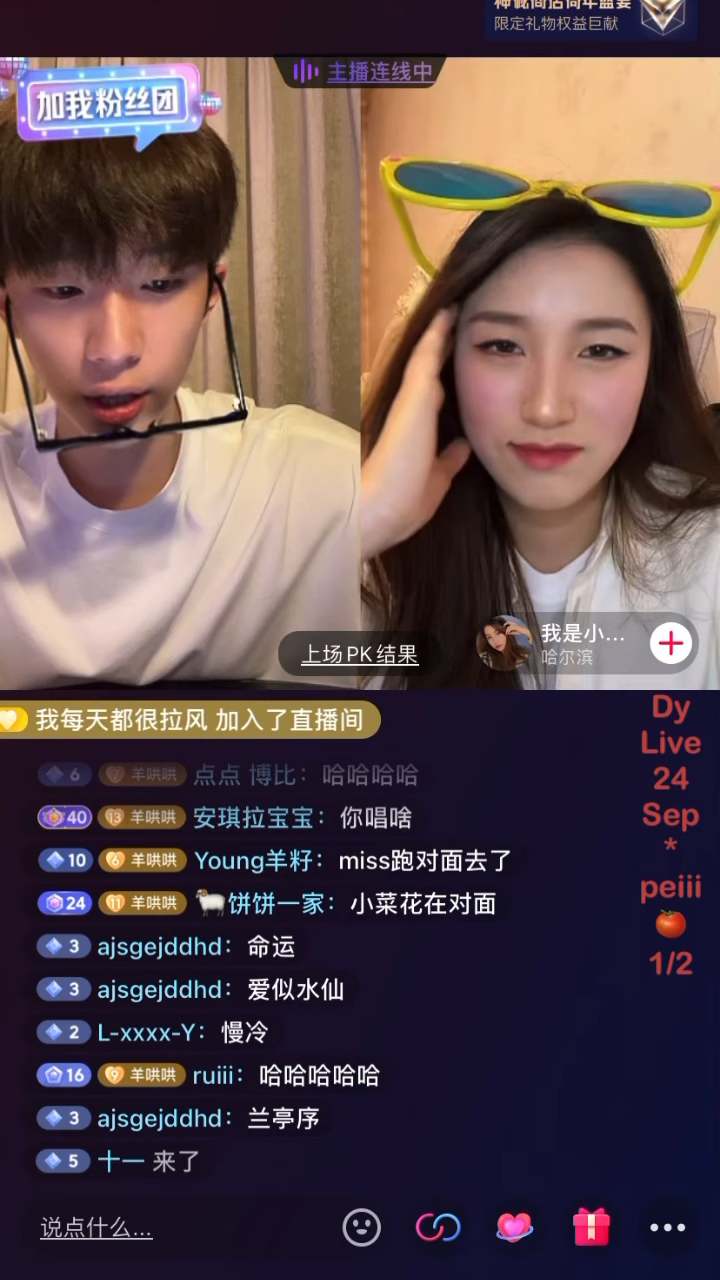 限定礼物权益巨献
主播连线中
加我粉丝团
我是小...
哈尔滨
上场PK结果
我每天都很拉风 加入了直播间
6 羊哄哄 点点 博比：哈哈哈哈
40 13 羊哄哄 安琪拉宝宝：你唱啥
10 6 羊哄哄 Young羊籽：miss跑对面去了
24 11 羊哄哄 🐏饼饼一家：小菜花在对面
3 ajsgejddhd：命运
3 ajsgejddhd：爱似水仙
2 L-xxxx-Y：慢冷
16 9 羊哄哄 ruiii：哈哈哈哈哈
3 ajsgejddhd：兰亭序
5 十一 来了
说点什么...
Dy
Live
24
Sep
*
peiii
🍅
1/2